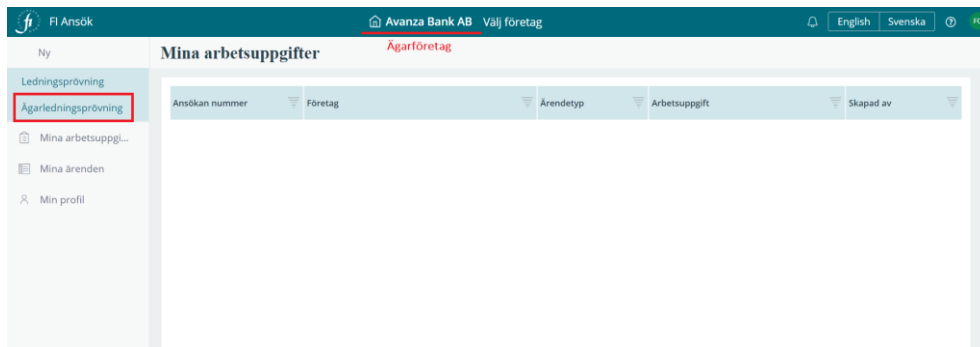 fi FI Ansök Avanza Bank AB Välj företag English Svenska
Ägarföretag
Ny
Mina arbetsuppgifter
Ledningsprövning
Ägarledningsprövning
Ansökan nummer Företag Ärendetyp Arbetsuppgift Skapad av
Mina arbetsuppgi...
Mina ärenden
Min profil